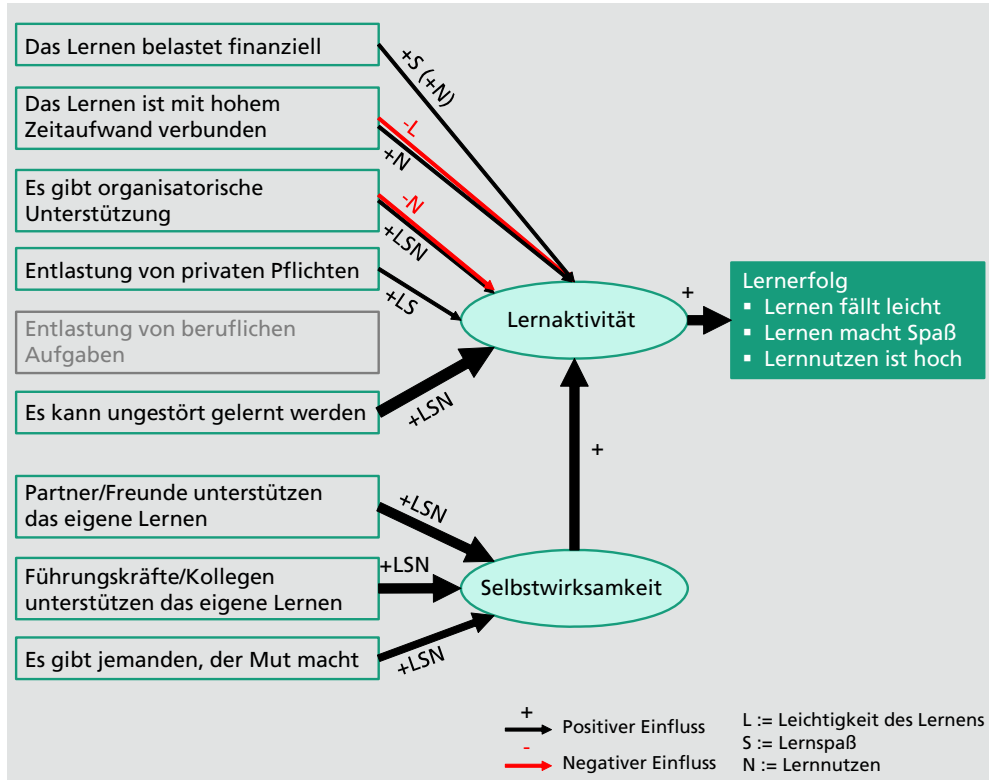 Das Lernen belastet finanziell
+S (+N)
Das Lernen ist mit hohem
Zeitaufwand verbunden
-L
+N
Es gibt organisatorische
Unterstützung
-N
+LSN
Entlastung von privaten Pflichten
+LS
Entlastung von beruflichen
Aufgaben
Es kann ungestört gelernt werden
+LSN
Lernaktivität
+
Lernerfolg
▪ Lernen fällt leicht
▪ Lernen macht Spaß
▪ Lernnutzen ist hoch
+
Partner/Freunde unterstützen
das eigene Lernen
+LSN
Führungskräfte/Kollegen
unterstützen das eigene Lernen
+LSN
Es gibt jemanden, der Mut macht
+LSN
Selbstwirksamkeit
+
Positiver Einfluss
-
Negativer Einfluss
L := Leichtigkeit des Lernens
S := Lernspaß
N := Lernnutzen